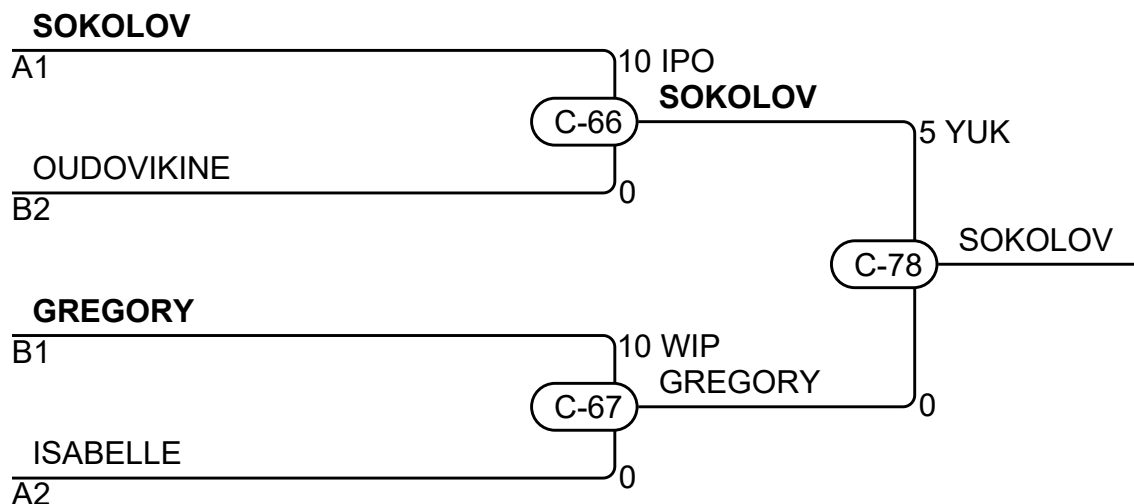 SOKOLOV
A1
10 IPO
SOKOLOV
C-66
5 YUK
OUDOVIKINE
B2
0
SOKOLOV
C-78
GREGORY
B1
10 WIP
GREGORY
C-67
0
ISABELLE
A2
0